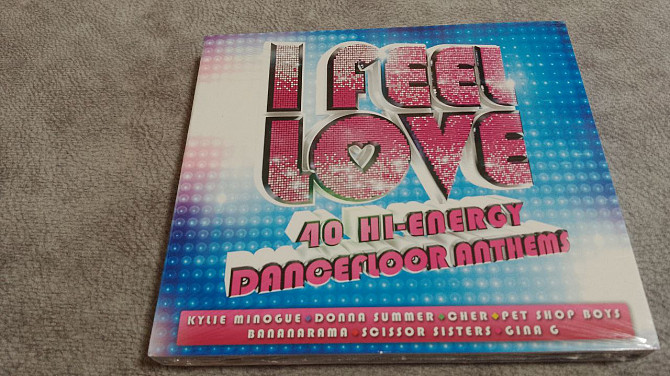 I FEEL
LOVE
40 HI-ENERGY
DANCEFLOOR ANTHEMS
KYLIE MINOGUE • DONNA SUMMER • CHER • PET SHOP BOYS
BANANARAMA • SCISSOR SISTERS • GINA G